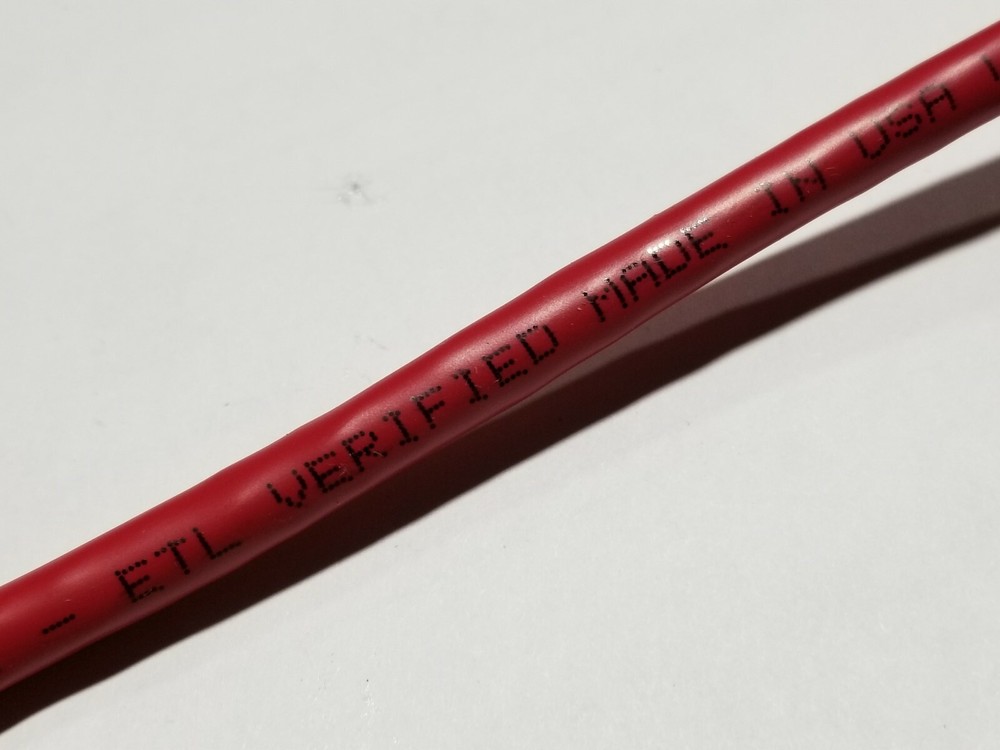 - ETL VERIFIED MADE IN USA